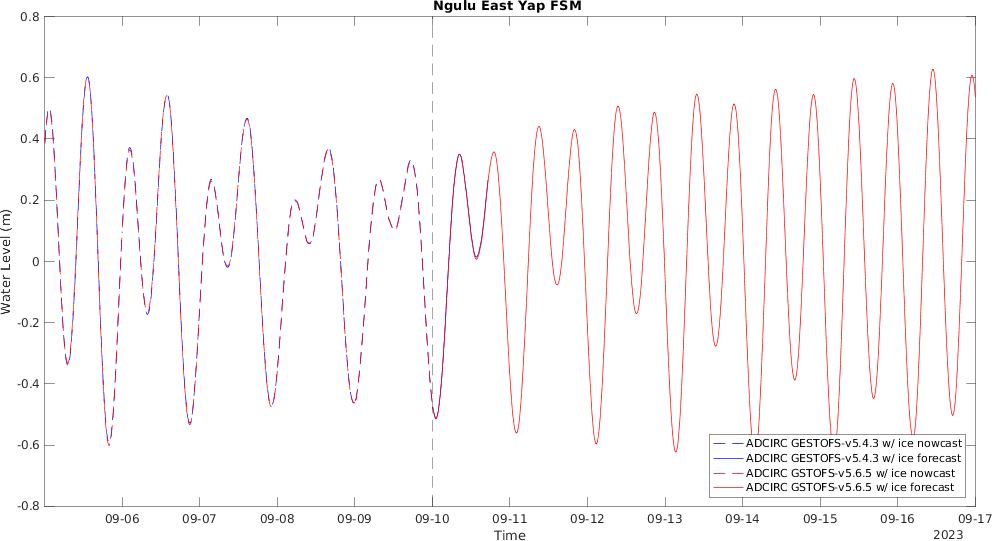 Ngulu East Yap FSM
0.8
0.6
0.4
0.2
0
-0.2
-0.4
-0.6
-0.8
Water Level (m)
ADCIRC GESTOFS-v5.4.3 w/ ice nowcast
ADCIRC GESTOFS-v5.4.3 w/ ice forecast
ADCIRC GSTOFS-v5.6.5 w/ ice nowcast
ADCIRC GSTOFS-v5.6.5 w/ ice forecast
09-06 09-07 09-08 09-09 09-10 09-11 09-12 09-13 09-14 09-15 09-16 09-17
Time
2023